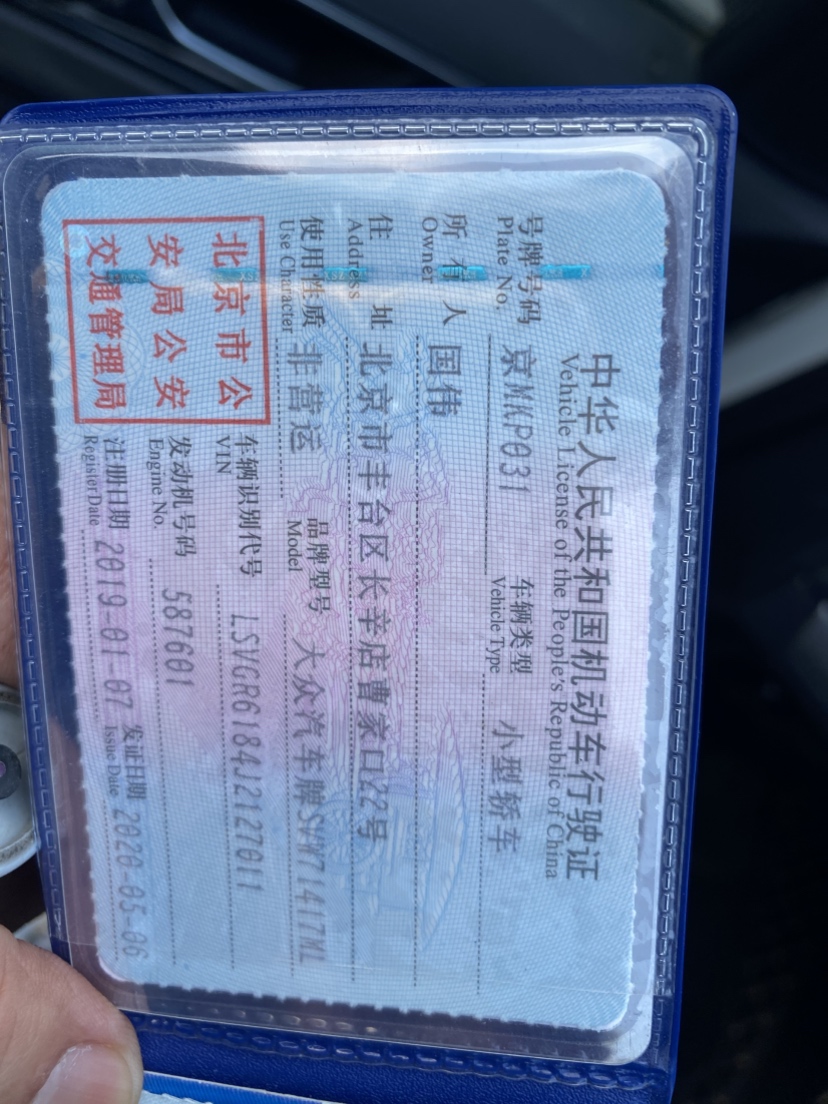 中华人民共和国机动车行驶证
Vehicle License of the People's Republic of China
号牌号码 京MKP031 车辆类型 小型轿车
Plate No. Vehicle Type
所有人 国伟
Owner
住址 北京市丰台区长辛店曹家口22号
Address
使用性质 非营运 品牌型号 大众汽车牌SVW71417ML
Use Character Model
北京市公
安局公安
交通管理局
车辆识别代号 LSVGR6184J2127011
VIN
发动机号码 587601
Engine No.
注册日期 2019-01-07 发证日期 2020-05-06
Register Date Issue Date